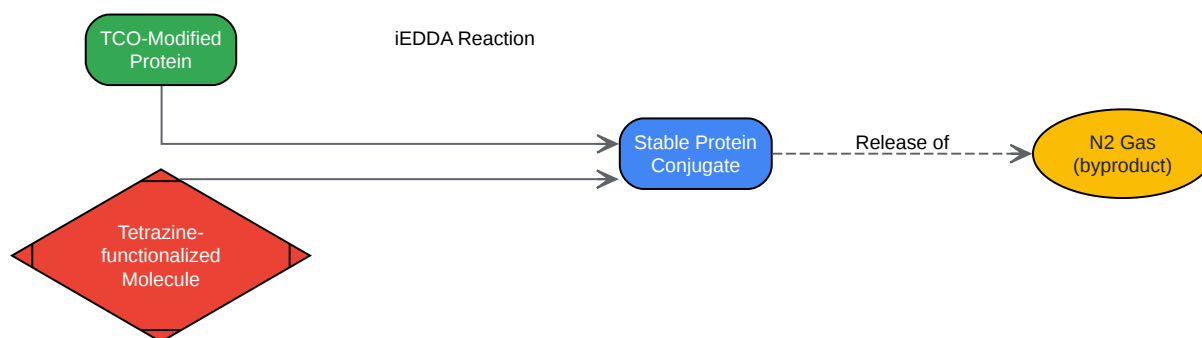 TCO-Modified
Protein
iEDDA Reaction
Stable Protein
Conjugate
Release of
N2 Gas
(byproduct)
Tetrazine-
functionalized
Molecule